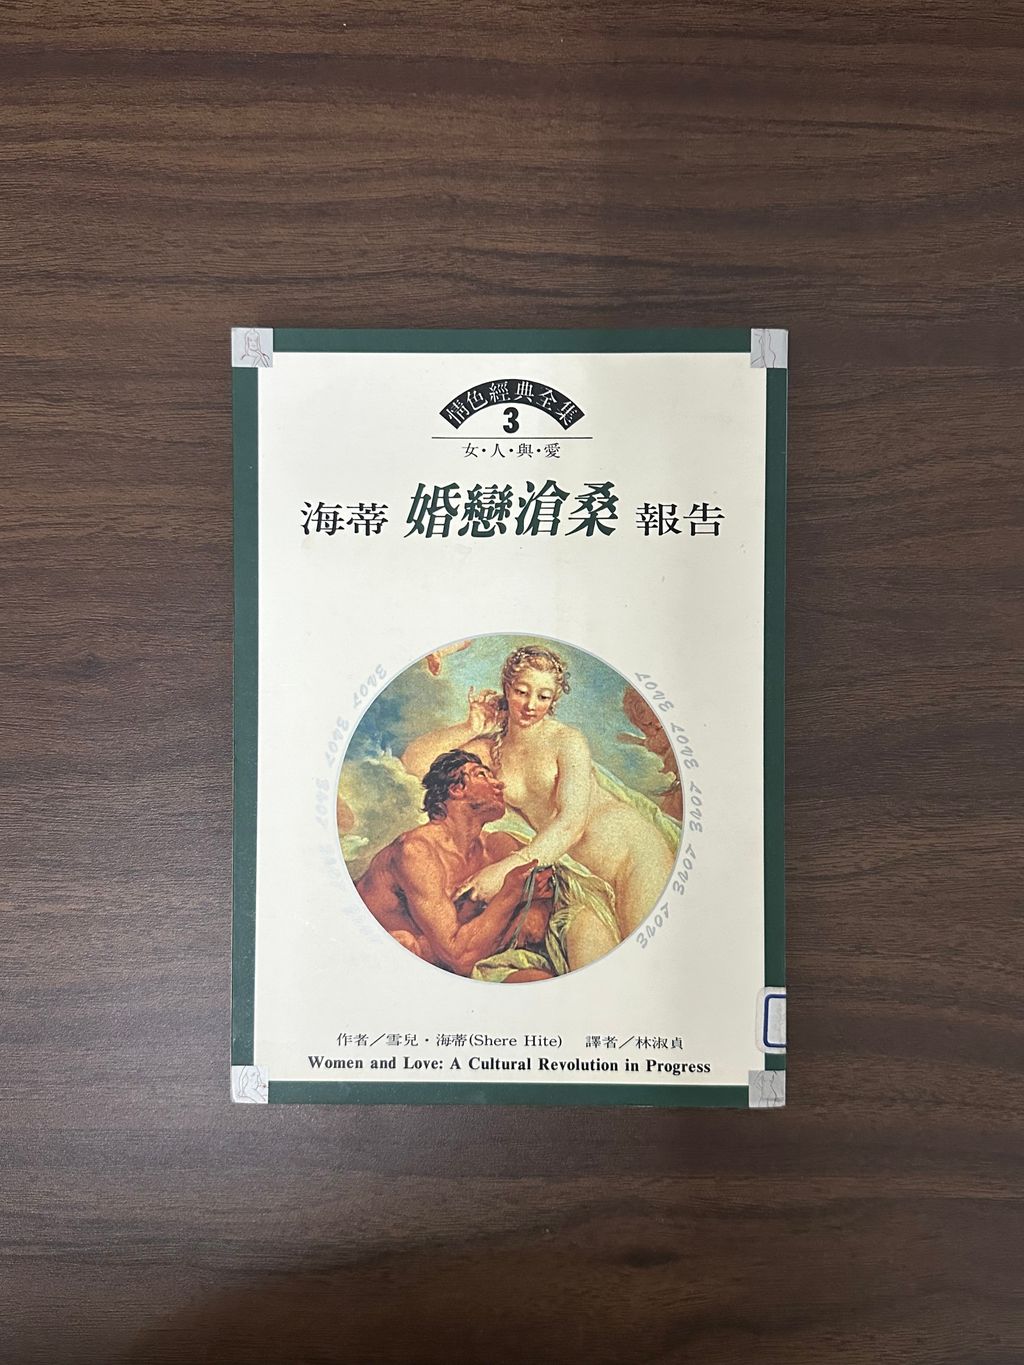 情色經典全集
3
女•人•與•愛
海蒂 婚戀滄桑 報告
作者／雪兒・海蒂(Shere Hite) 譯者／林淑貞
Women and Love: A Cultural Revolution in Progress